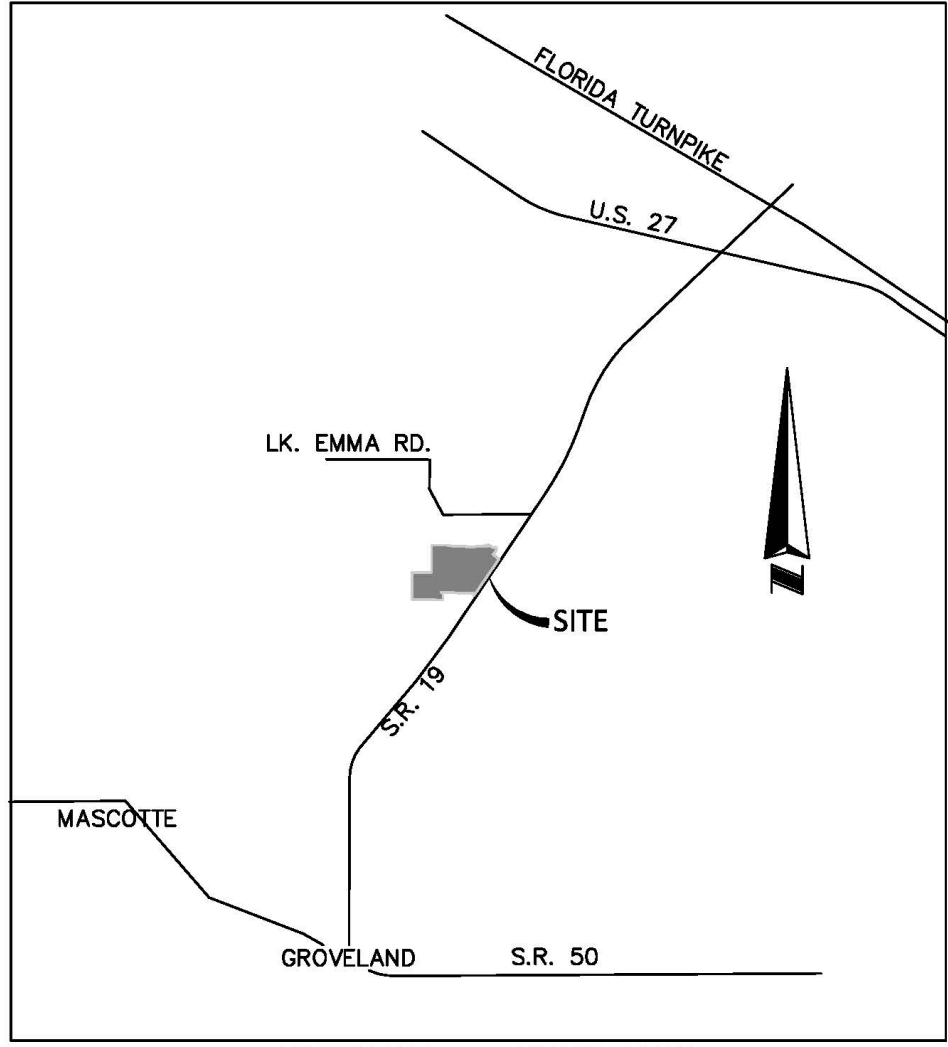 FLORIDA TURNPIKE
U.S. 27
LK. EMMA RD.
N
SITE
S.R. 19
MASCOTTE
GROVELAND
S.R. 50